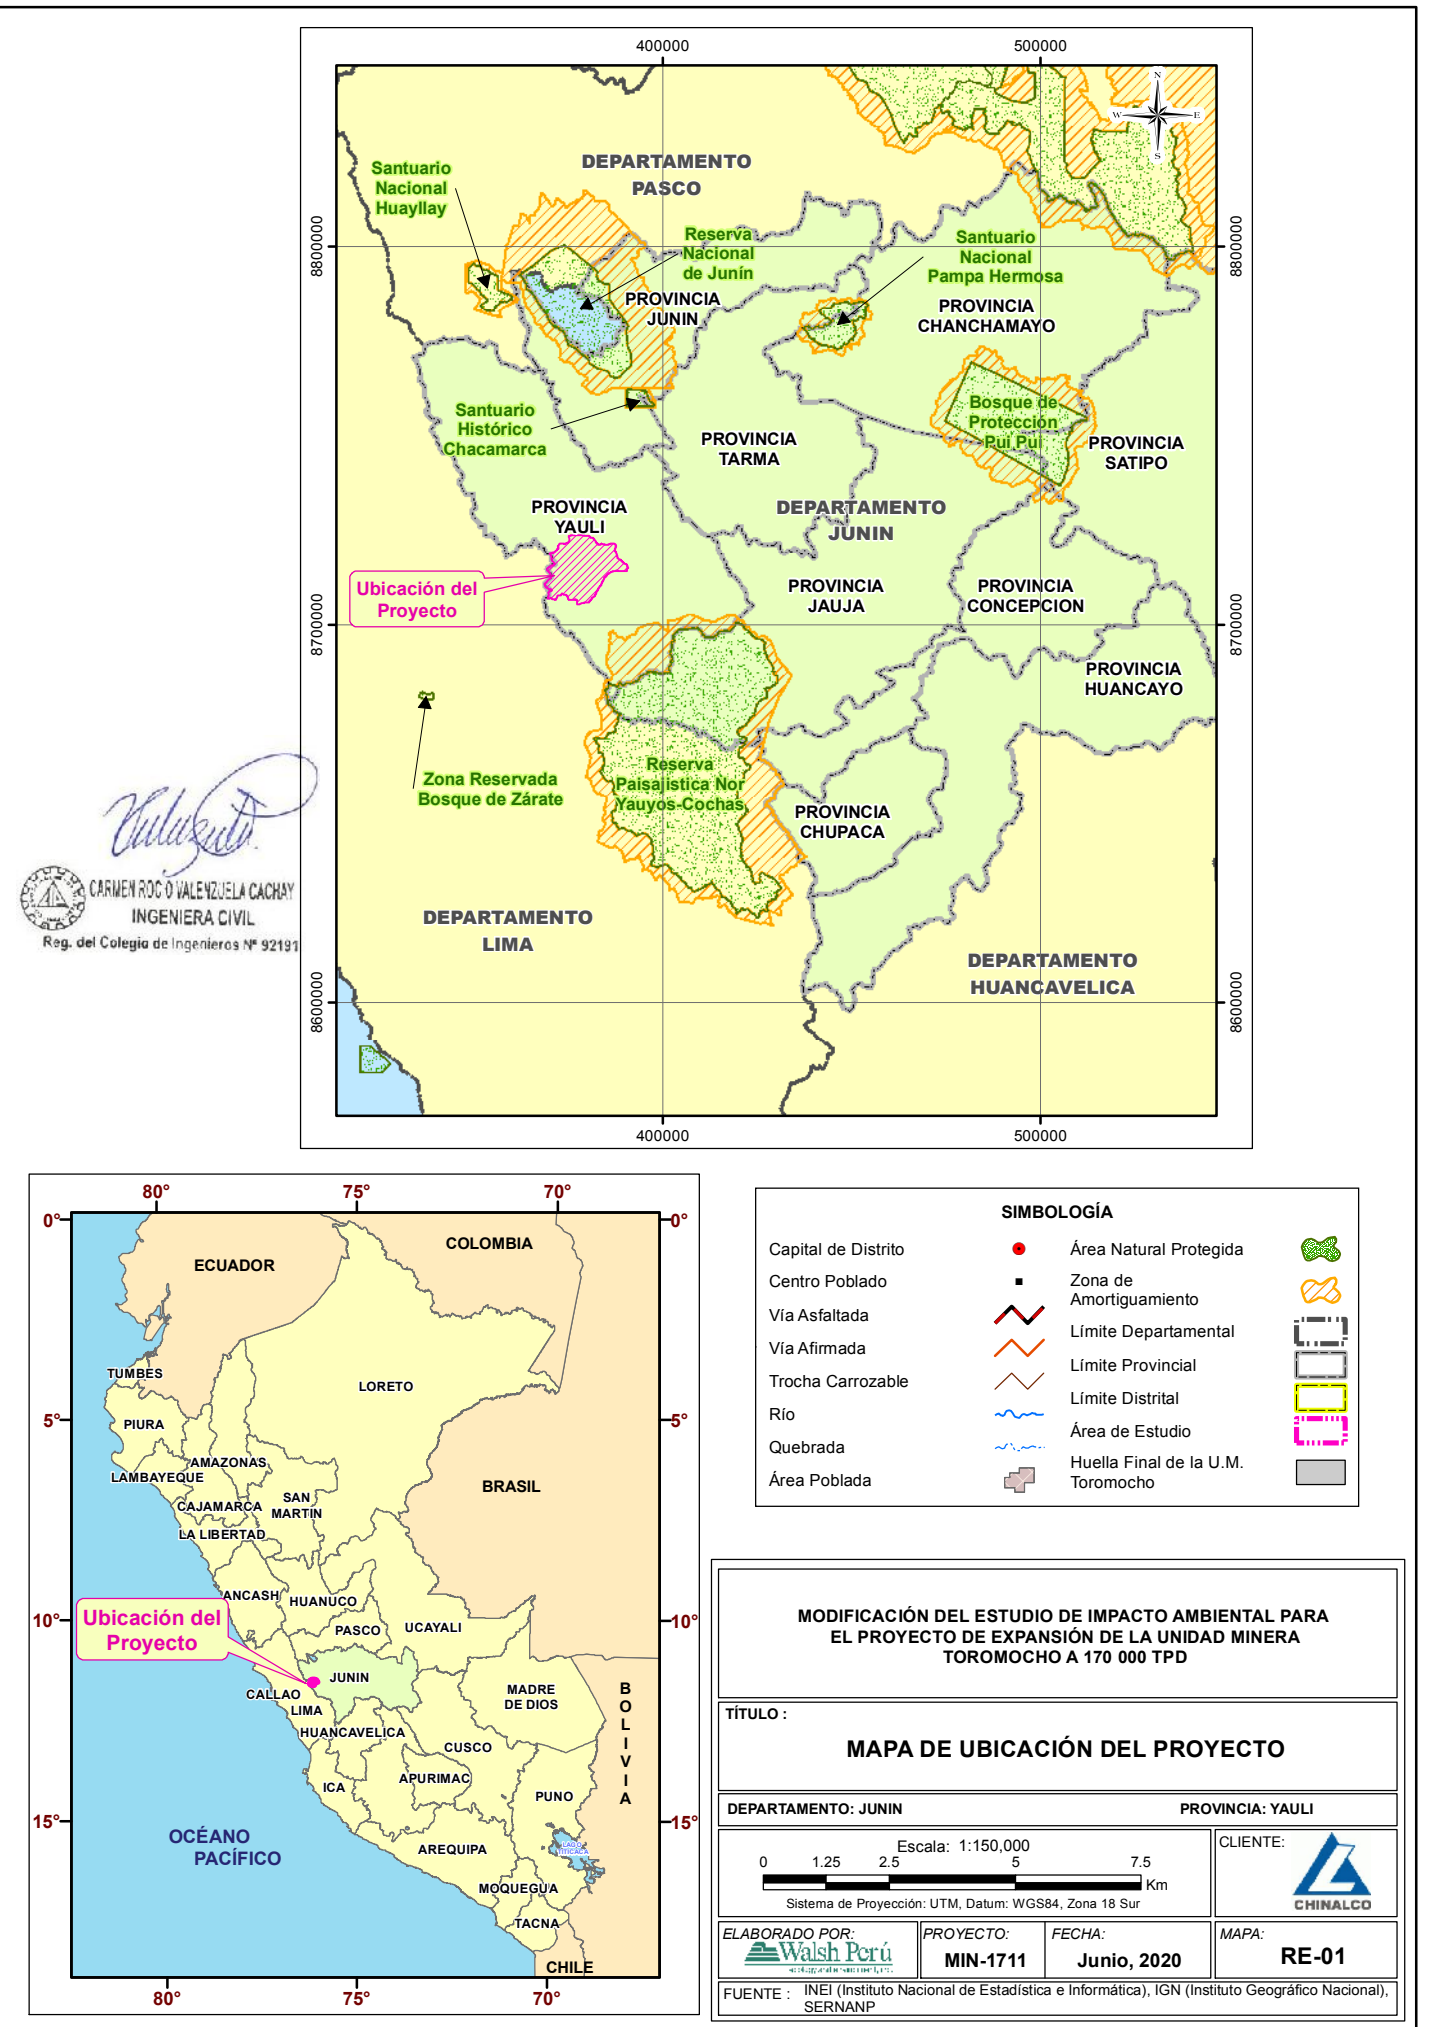 400000
500000
N
W
E
S
DEPARTAMENTO
PASCO
Santuario
Nacional
Huayllay
8800000
8800000
Reserva
Nacional
de Junín
Santuario
Nacional
Pampa Hermosa
PROVINCIA
JUNIN
PROVINCIA
CHANCHAMAYO
Santuario
Histórico
Chacamarca
Bosque de
Protección
Pui Pui
PROVINCIA
TARMA
PROVINCIA
SATIPO
PROVINCIA
YAULI
DEPARTAMENTO
JUNIN
Ubicación del
Proyecto
PROVINCIA
JAUJA
PROVINCIA
CONCEPCION
8700000
8700000
PROVINCIA
HUANCAYO
Zona Reservada
Bosque de Zárate
Reserva
Paisajistica Nor
Yauyos-Cochas
PROVINCIA
CHUPACA
CARMEN ROCIO VALENZUELA CACHAY
INGENIERA CIVIL
Reg. del Colegio de Ingenieros Nº 92191
DEPARTAMENTO
LIMA
DEPARTAMENTO
HUANCAVELICA
8600000
8600000
400000
500000
80°
75°
70°
0°
0°
5°
5°
10°
10°
15°
15°
80°
75°
70°
ECUADOR
COLOMBIA
TUMBES
LORETO
PIURA
AMAZONAS
LAMBAYEQUE
CAJAMARCA
SAN
MARTIN
LA LIBERTAD
BRASIL
ANCASH
HUANUCO
Ubicación del
Proyecto
PASCO
UCAYALI
JUNIN
CALLAO
LIMA
MADRE
DE DIOS
BOLIVIA
HUANCAVELICA
CUSCO
ICA
APURIMAC
PUNO
OCÉANO
PACÍFICO
AREQUIPA
LAGO
TITICACA
MOQUEGUA
TACNA
CHILE
SIMBOLOGÍA
Capital de Distrito
Centro Poblado
Vía Asfaltada
Vía Afirmada
Trocha Carrozable
Río
Quebrada
Área Poblada
Área Natural Protegida
Zona de
Amortiguamiento
Límite Departamental
Límite Provincial
Límite Distrital
Área de Estudio
Huella Final de la U.M.
Toromocho
MODIFICACIÓN DEL ESTUDIO DE IMPACTO AMBIENTAL PARA
EL PROYECTO DE EXPANSIÓN DE LA UNIDAD MINERA
TOROMOCHO A 170 000 TPD
TÍTULO :
MAPA DE UBICACIÓN DEL PROYECTO
DEPARTAMENTO: JUNIN PROVINCIA: YAULI
Escala: 1:150,000
0 1.25 2.5 5 7.5
Km
Sistema de Proyección: UTM, Datum: WGS84, Zona 18 Sur
CLIENTE:
CHINALCO
ELABORADO POR:
Walsh Perú
PROYECTO:
MIN-1711
FECHA:
Junio, 2020
MAPA:
RE-01
FUENTE : INEI (Instituto Nacional de Estadística e Informática), IGN (Instituto Geográfico Nacional),
SERNANP